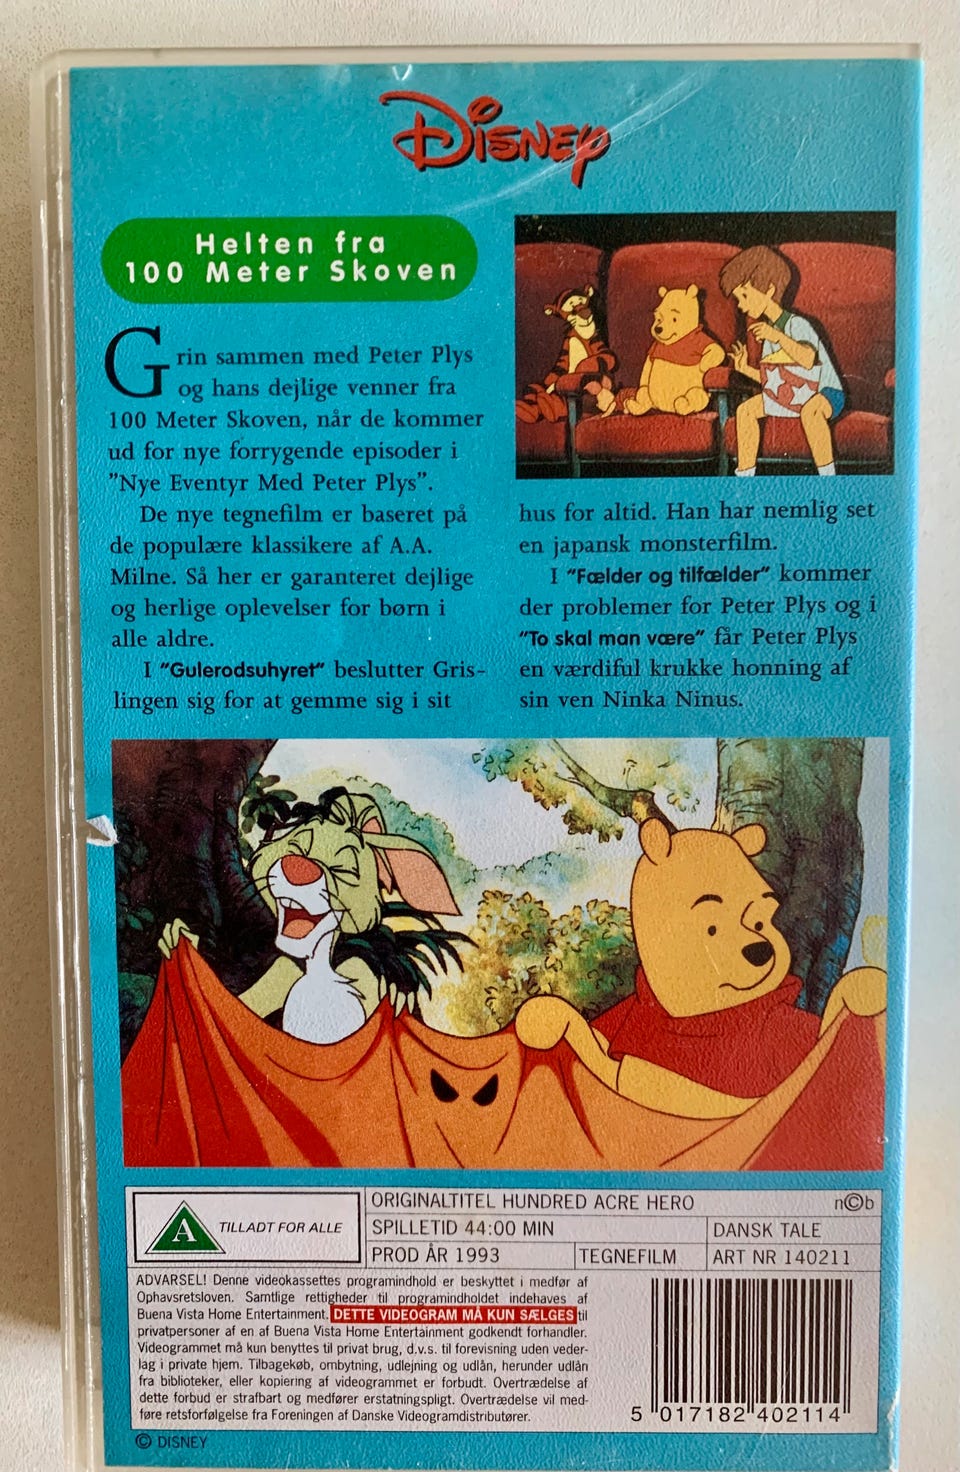 Disney
Helten fra
100 Meter Skoven
Grin sammen med Peter Plys
og hans dejlige venner fra
100 Meter Skoven, når de kommer
ud for nye forrygende episoder i
"Nye Eventyr Med Peter Plys".
De nye tegnefilm er baseret på
de populære klassikere af A.A.
Milne. Så her er garanteret dejlige
og herlige oplevelser for børn i
alle aldre.
I "Gulerodsuhyret" beslutter Gris-
lingen sig for at gemme sig i sit
hus for altid. Han har nemlig set
en japansk monsterfilm.
I "Fælder og tilfælder" kommer
der problemer for Peter Plys og i
"To skal man være" får Peter Plys
en værdiful krukke honning af
sin ven Ninka Ninus.
A
TILLADT FOR ALLE
ORIGINALTITEL HUNDRED ACRE HERO n©b
SPILLETID 44:00 MIN DANSK TALE
PROD ÅR 1993 TEGNEFILM ART NR 140211
ADVARSEL! Denne videokassettes programindhold er beskyttet i medfør af
Ophavsretsloven. Samtlige rettigheder til programindholdet indehaves af
Buena Vista Home Entertainment. DETTE VIDEOGRAM MÅ KUN SÆLGES til
privatpersoner af en af Buena Vista Home Entertainment godkendt forhandler.
Videogrammet må kun benyttes til privat brug, d.v.s. til forevisning uden veder-
lag i private hjem. Tilbagekøb, ombytning, udlejning og udlån, herunder udlån
fra biblioteker, eller kopiering af videogrammet er forbudt. Overtrædelse af
dette forbud er strafbart og medfører erstatningspligt. Overtrædelse vil med-
føre retsforfølgelse fra Foreningen af Danske Videogramdistributører.
5 017182 402114
© DISNEY